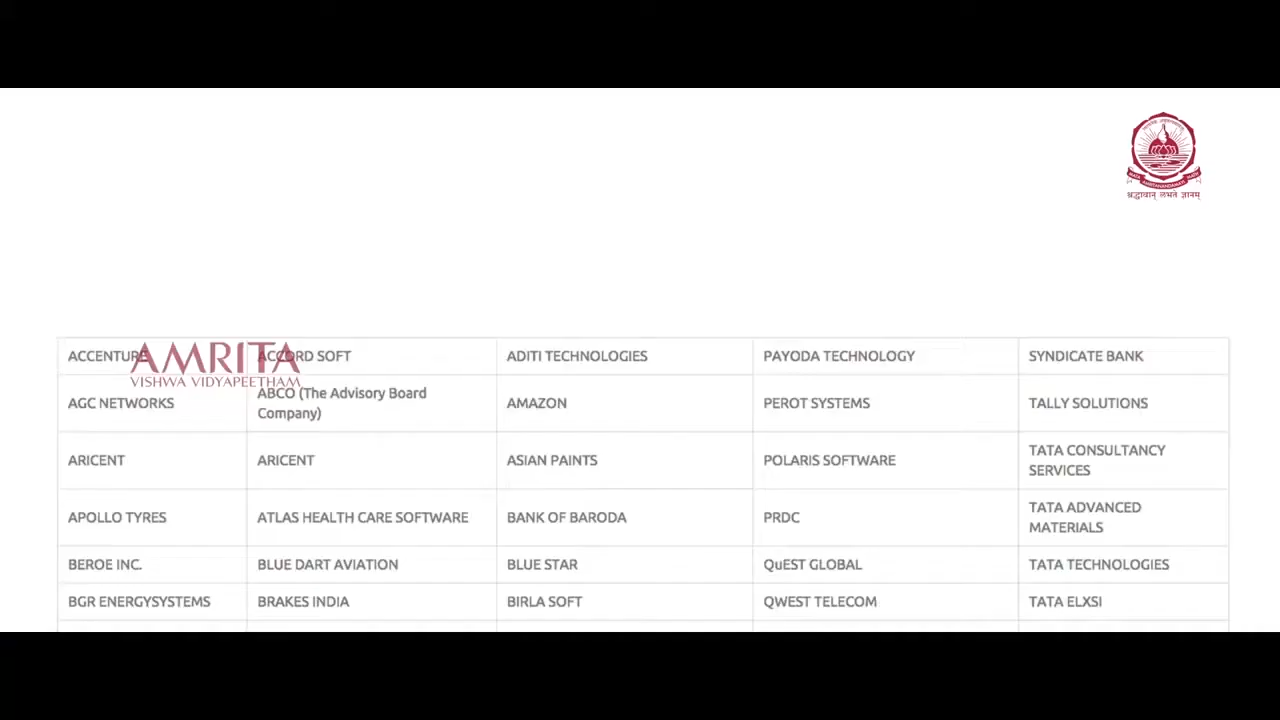 श्रद्धावान् लभते ज्ञानम्
AMRITA
VISHWA VIDYAPEETHAM
ACCENTURE ACCORD SOFT ADITI TECHNOLOGIES PAYODA TECHNOLOGY SYNDICATE BANK
AGC NETWORKS ABCO (The Advisory Board Company) AMAZON PEROT SYSTEMS TALLY SOLUTIONS
ARICENT ARICENT ASIAN PAINTS POLARIS SOFTWARE TATA CONSULTANCY SERVICES
APOLLO TYRES ATLAS HEALTH CARE SOFTWARE BANK OF BARODA PRDC TATA ADVANCED MATERIALS
BEROE INC. BLUE DART AVIATION BLUE STAR QuEST GLOBAL TATA TECHNOLOGIES
BGR ENERGYSYSTEMS BRAKES INDIA BIRLA SOFT QWEST TELECOM TATA ELXSI